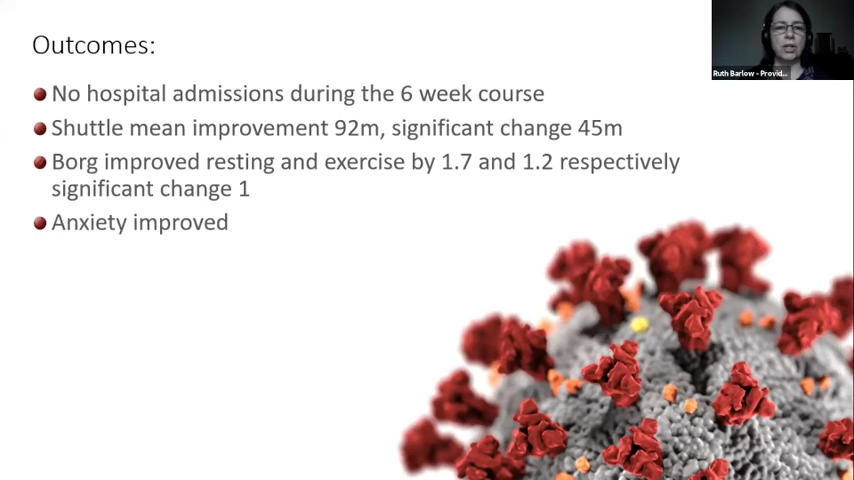 Outcomes:
No hospital admissions during the 6 week course
Shuttle mean improvement 92m, significant change 45m
Borg improved resting and exercise by 1.7 and 1.2 respectively
significant change 1
Anxiety improved
Ruth Barlow - Provid...